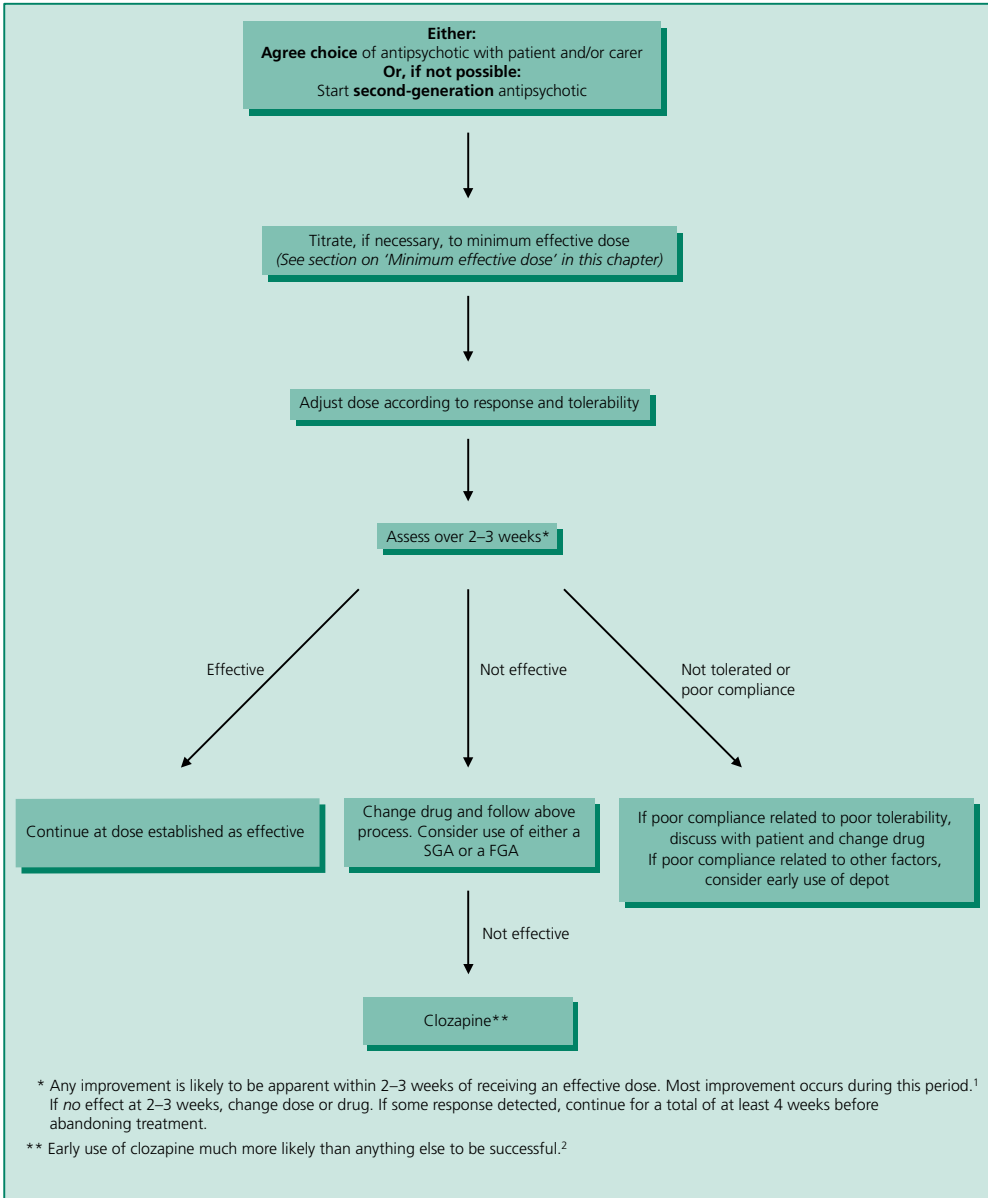 Either:
Agree choice of antipsychotic with patient and/or carer
Or, if not possible:
Start second-generation antipsychotic
Titrate, if necessary, to minimum effective dose
(See section on ‘Minimum effective dose’ in this chapter)
Adjust dose according to response and tolerability
Assess over 2–3 weeks*
Effective
Not effective
Not tolerated or
poor compliance
Continue at dose established as effective
Change drug and follow above
process. Consider use of either a
SGA or a FGA
If poor compliance related to poor tolerability,
discuss with patient and change drug
If poor compliance related to other factors,
consider early use of depot
Not effective
Clozapine**
* Any improvement is likely to be apparent within 2–3 weeks of receiving an effective dose. Most improvement occurs during this period.¹
If no effect at 2–3 weeks, change dose or drug. If some response detected, continue for a total of at least 4 weeks before
abandoning treatment.
** Early use of clozapine much more likely than anything else to be successful.²